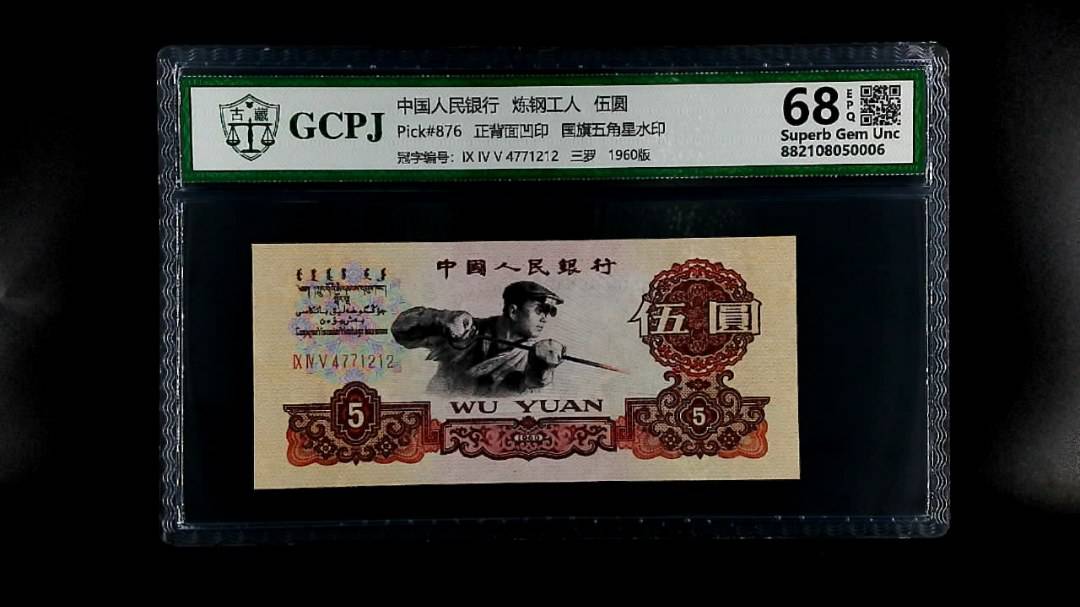 古 藏
GCPJ
中国人民银行 炼钢工人 伍圆
Pick#876 正背面凹印 国旗五角星水印
冠字编号: IX IV V 4771212 三罗 1960版
68
EPQ
Superb Gem Unc
882108050006
中國人民銀行
伍圓
IX IV V 4771212
5
WU YUAN
5
1960